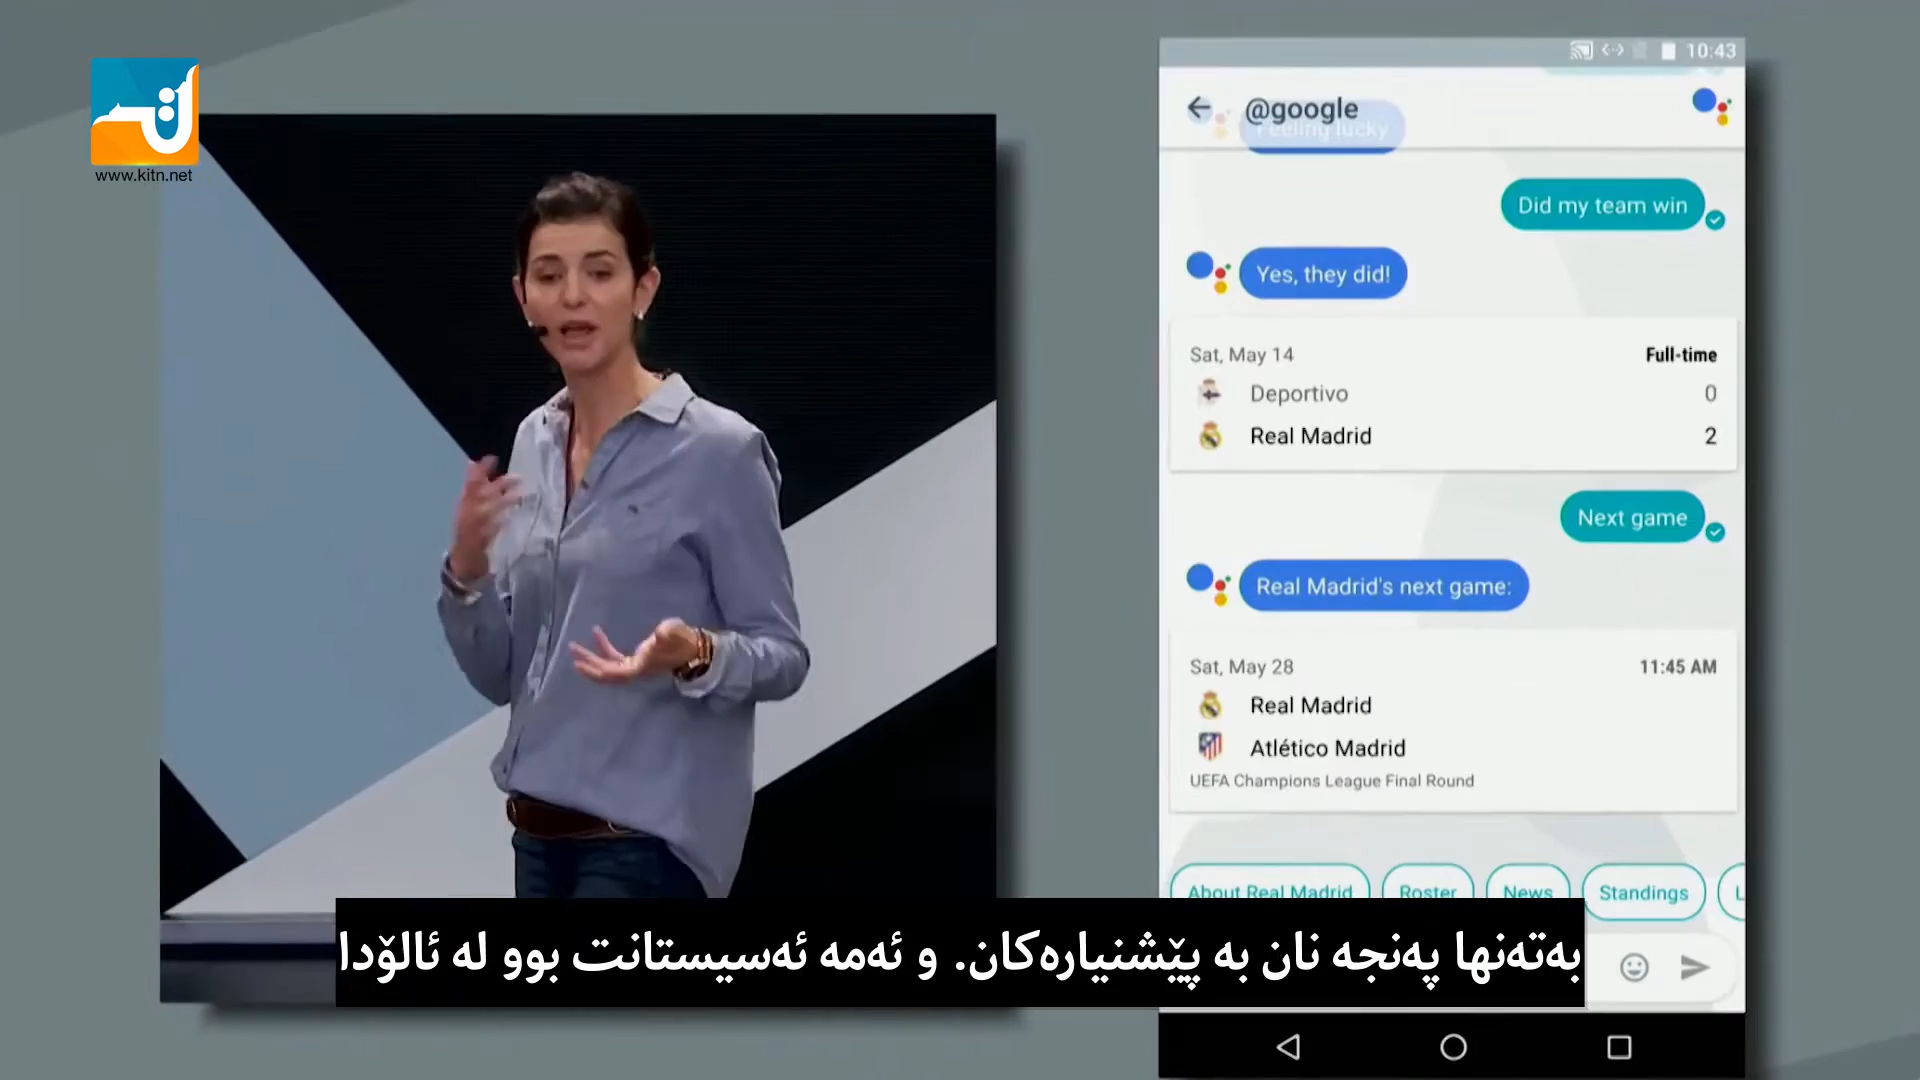 www.kitn.net
10:43
@google
Feeling lucky
Did my team win
Yes, they did!
Sat, May 14 Full-time
Deportivo 0
Real Madrid 2
Next game
Real Madrid's next game:
Sat, May 28 11:45 AM
Real Madrid
Atlético Madrid
UEFA Champions League Final Round
About Real Madrid Roster News Standings L
بەتەنها پەنجە نان بە پێشنیارەکان. و ئەمە ئەسیستانت بوو لە ئالۆدا